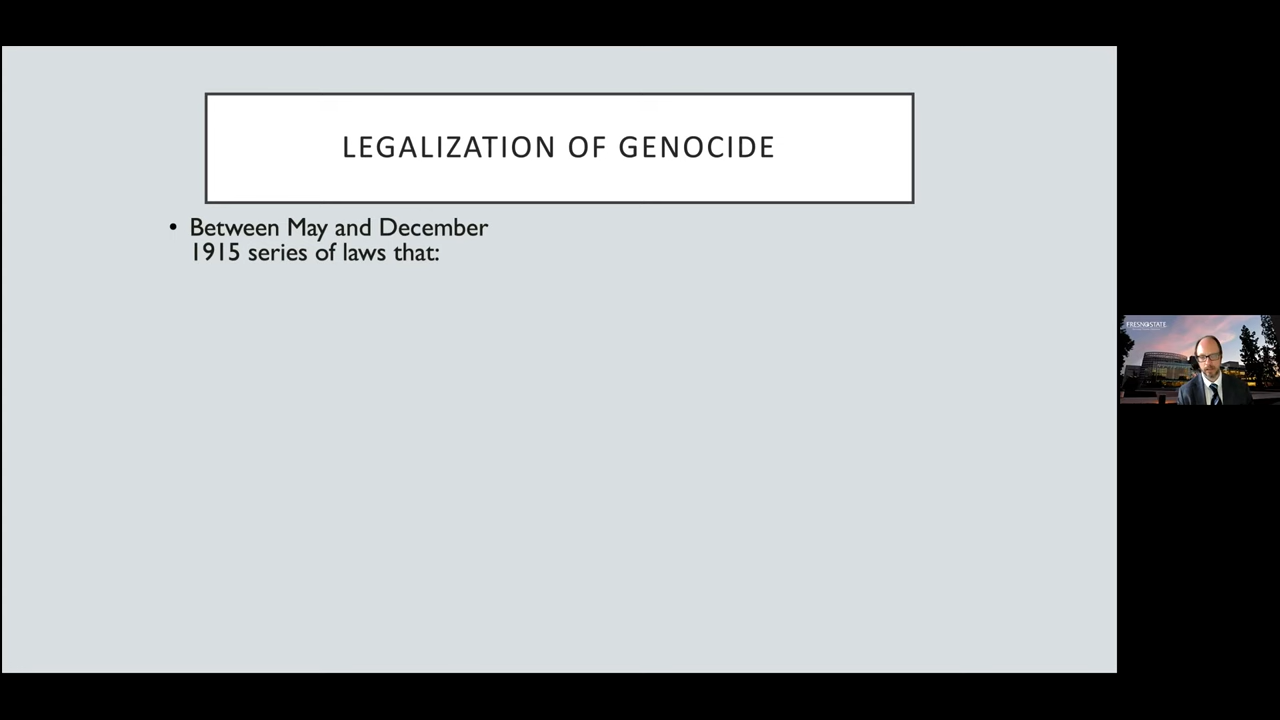 LEGALIZATION OF GENOCIDE
• Between May and December
1915 series of laws that:
FRESNO STATE